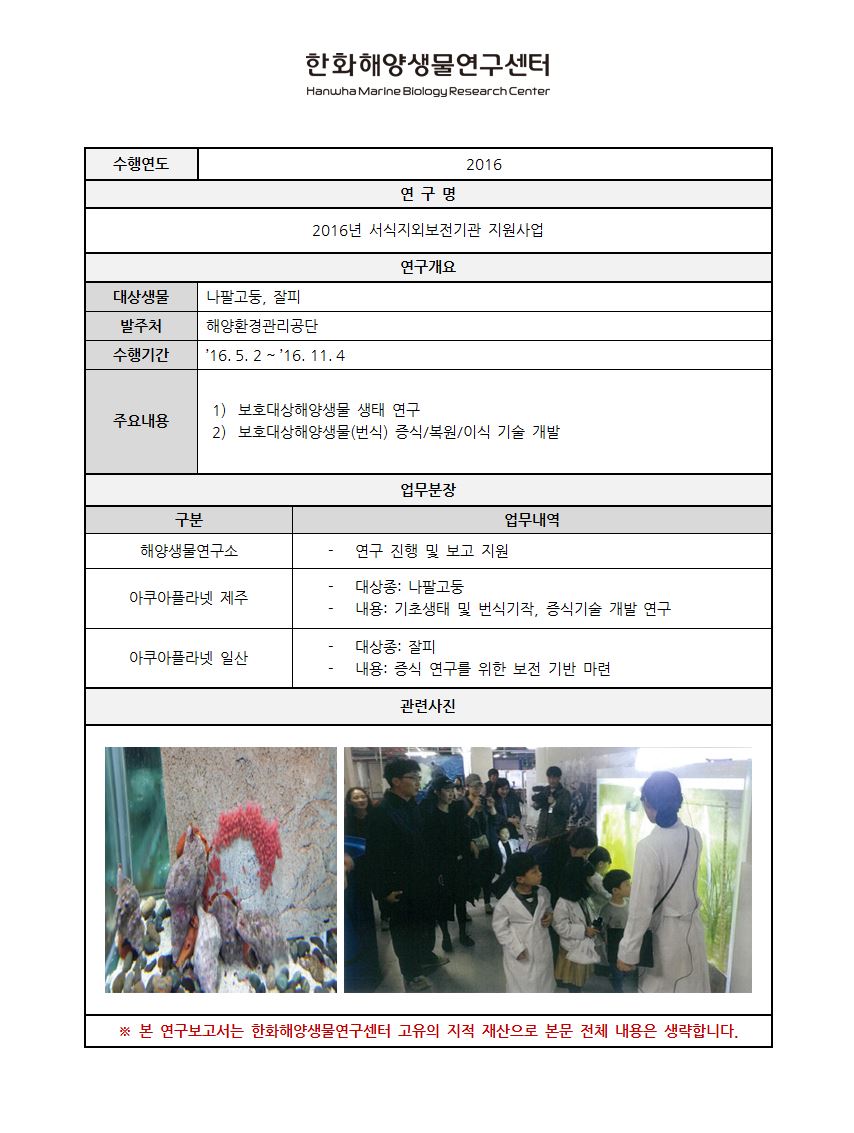 한화해양생물연구센터
Hanwha Marine Biology Research Center
수행연도 2016
연 구 명
2016년 서식지외보전기관 지원사업
연구개요
대상생물 나팔고둥, 잘피
발주처 해양환경관리공단
수행기간 ’16. 5. 2 ~ ’16. 11. 4
주요내용
1) 보호대상해양생물 생태 연구
2) 보호대상해양생물(번식) 증식/복원/이식 기술 개발
업무분장
구분 업무내역
해양생물연구소 - 연구 진행 및 보고 지원
아쿠아플라넷 제주
- 대상종: 나팔고둥
- 내용: 기초생태 및 번식기작, 증식기술 개발 연구
아쿠아플라넷 일산
- 대상종: 잘피
- 내용: 증식 연구를 위한 보전 기반 마련
관련사진
※ 본 연구보고서는 한화해양생물연구센터 고유의 지적 재산으로 본문 전체 내용은 생략합니다.